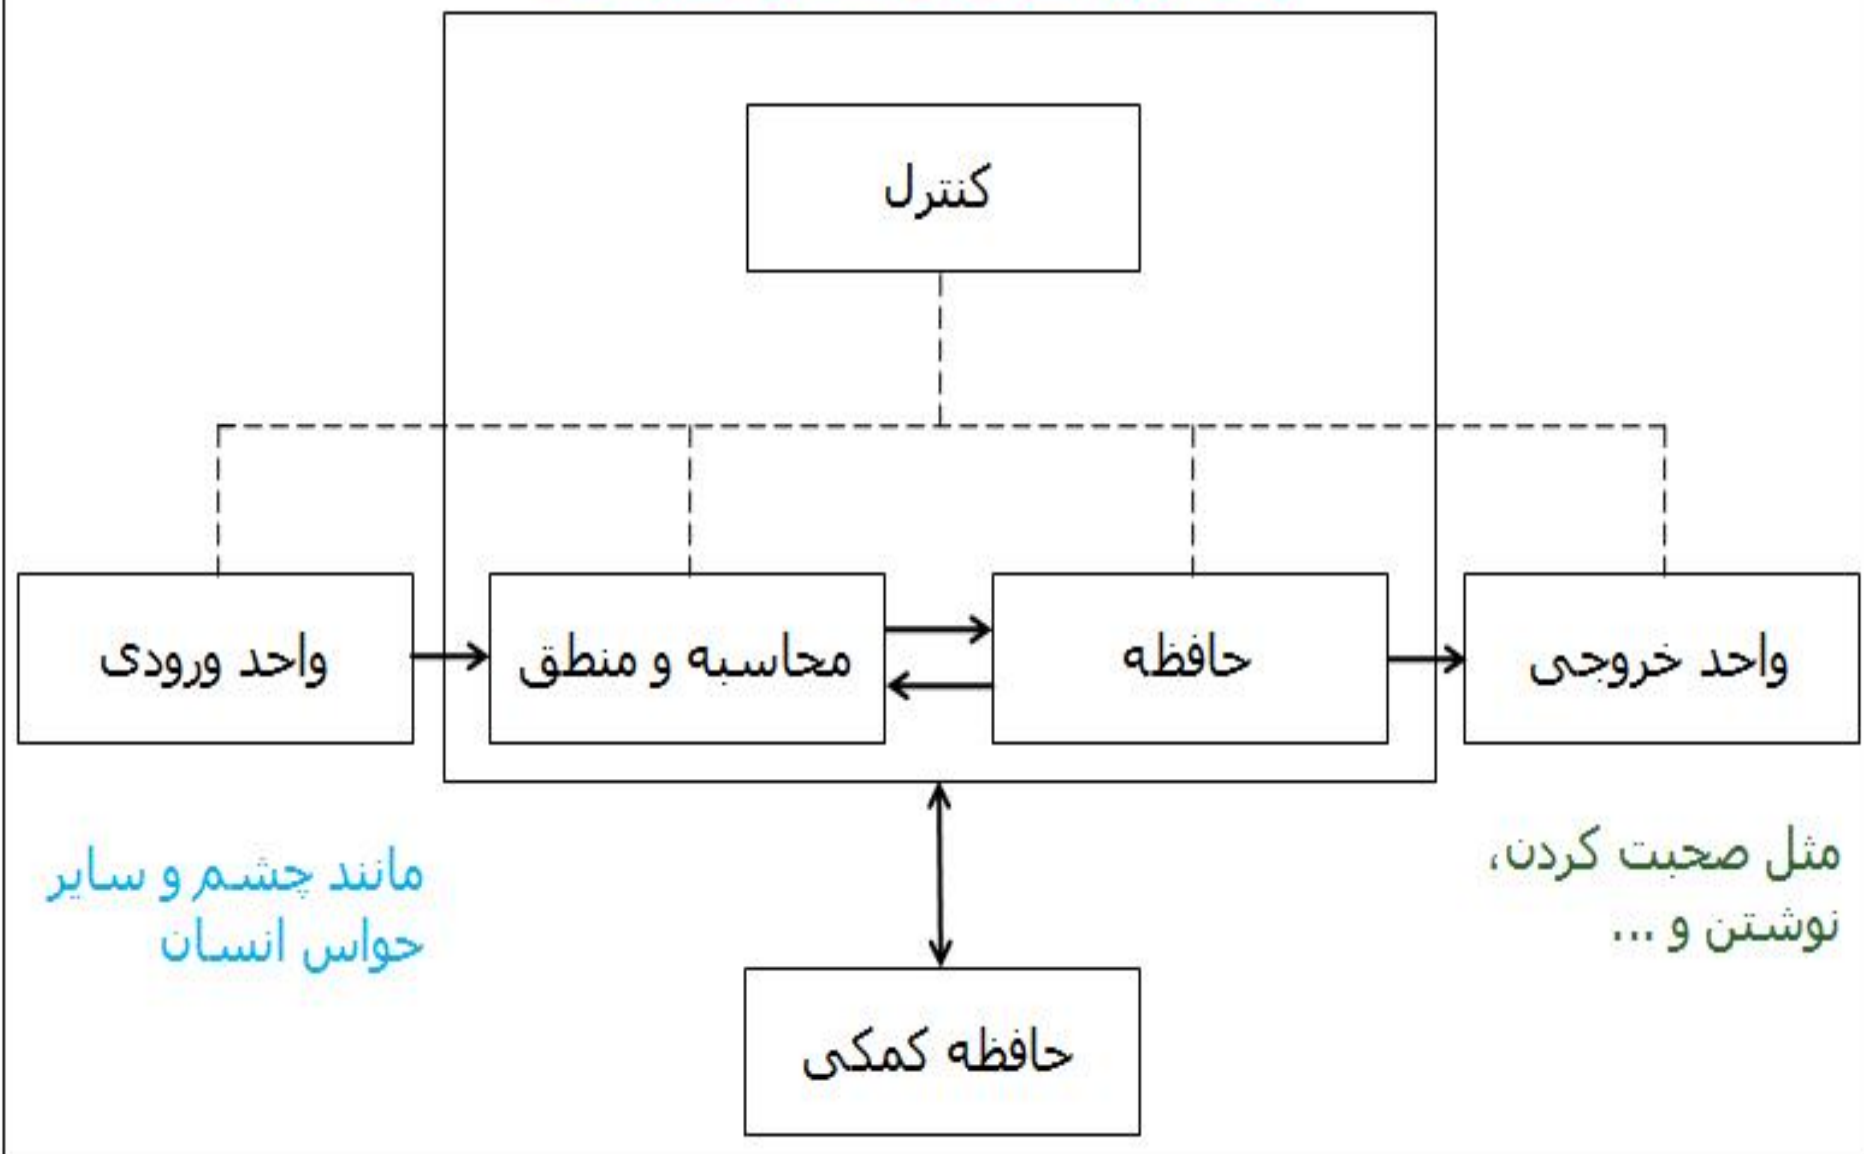 کنترل
واحد ورودی
محاسبه و منطق
حافظه
واحد خروجی
مانند چشم و سایر
حواس انسان
مثل صحبت کردن،
نوشتن و ...
حافظه کمکی